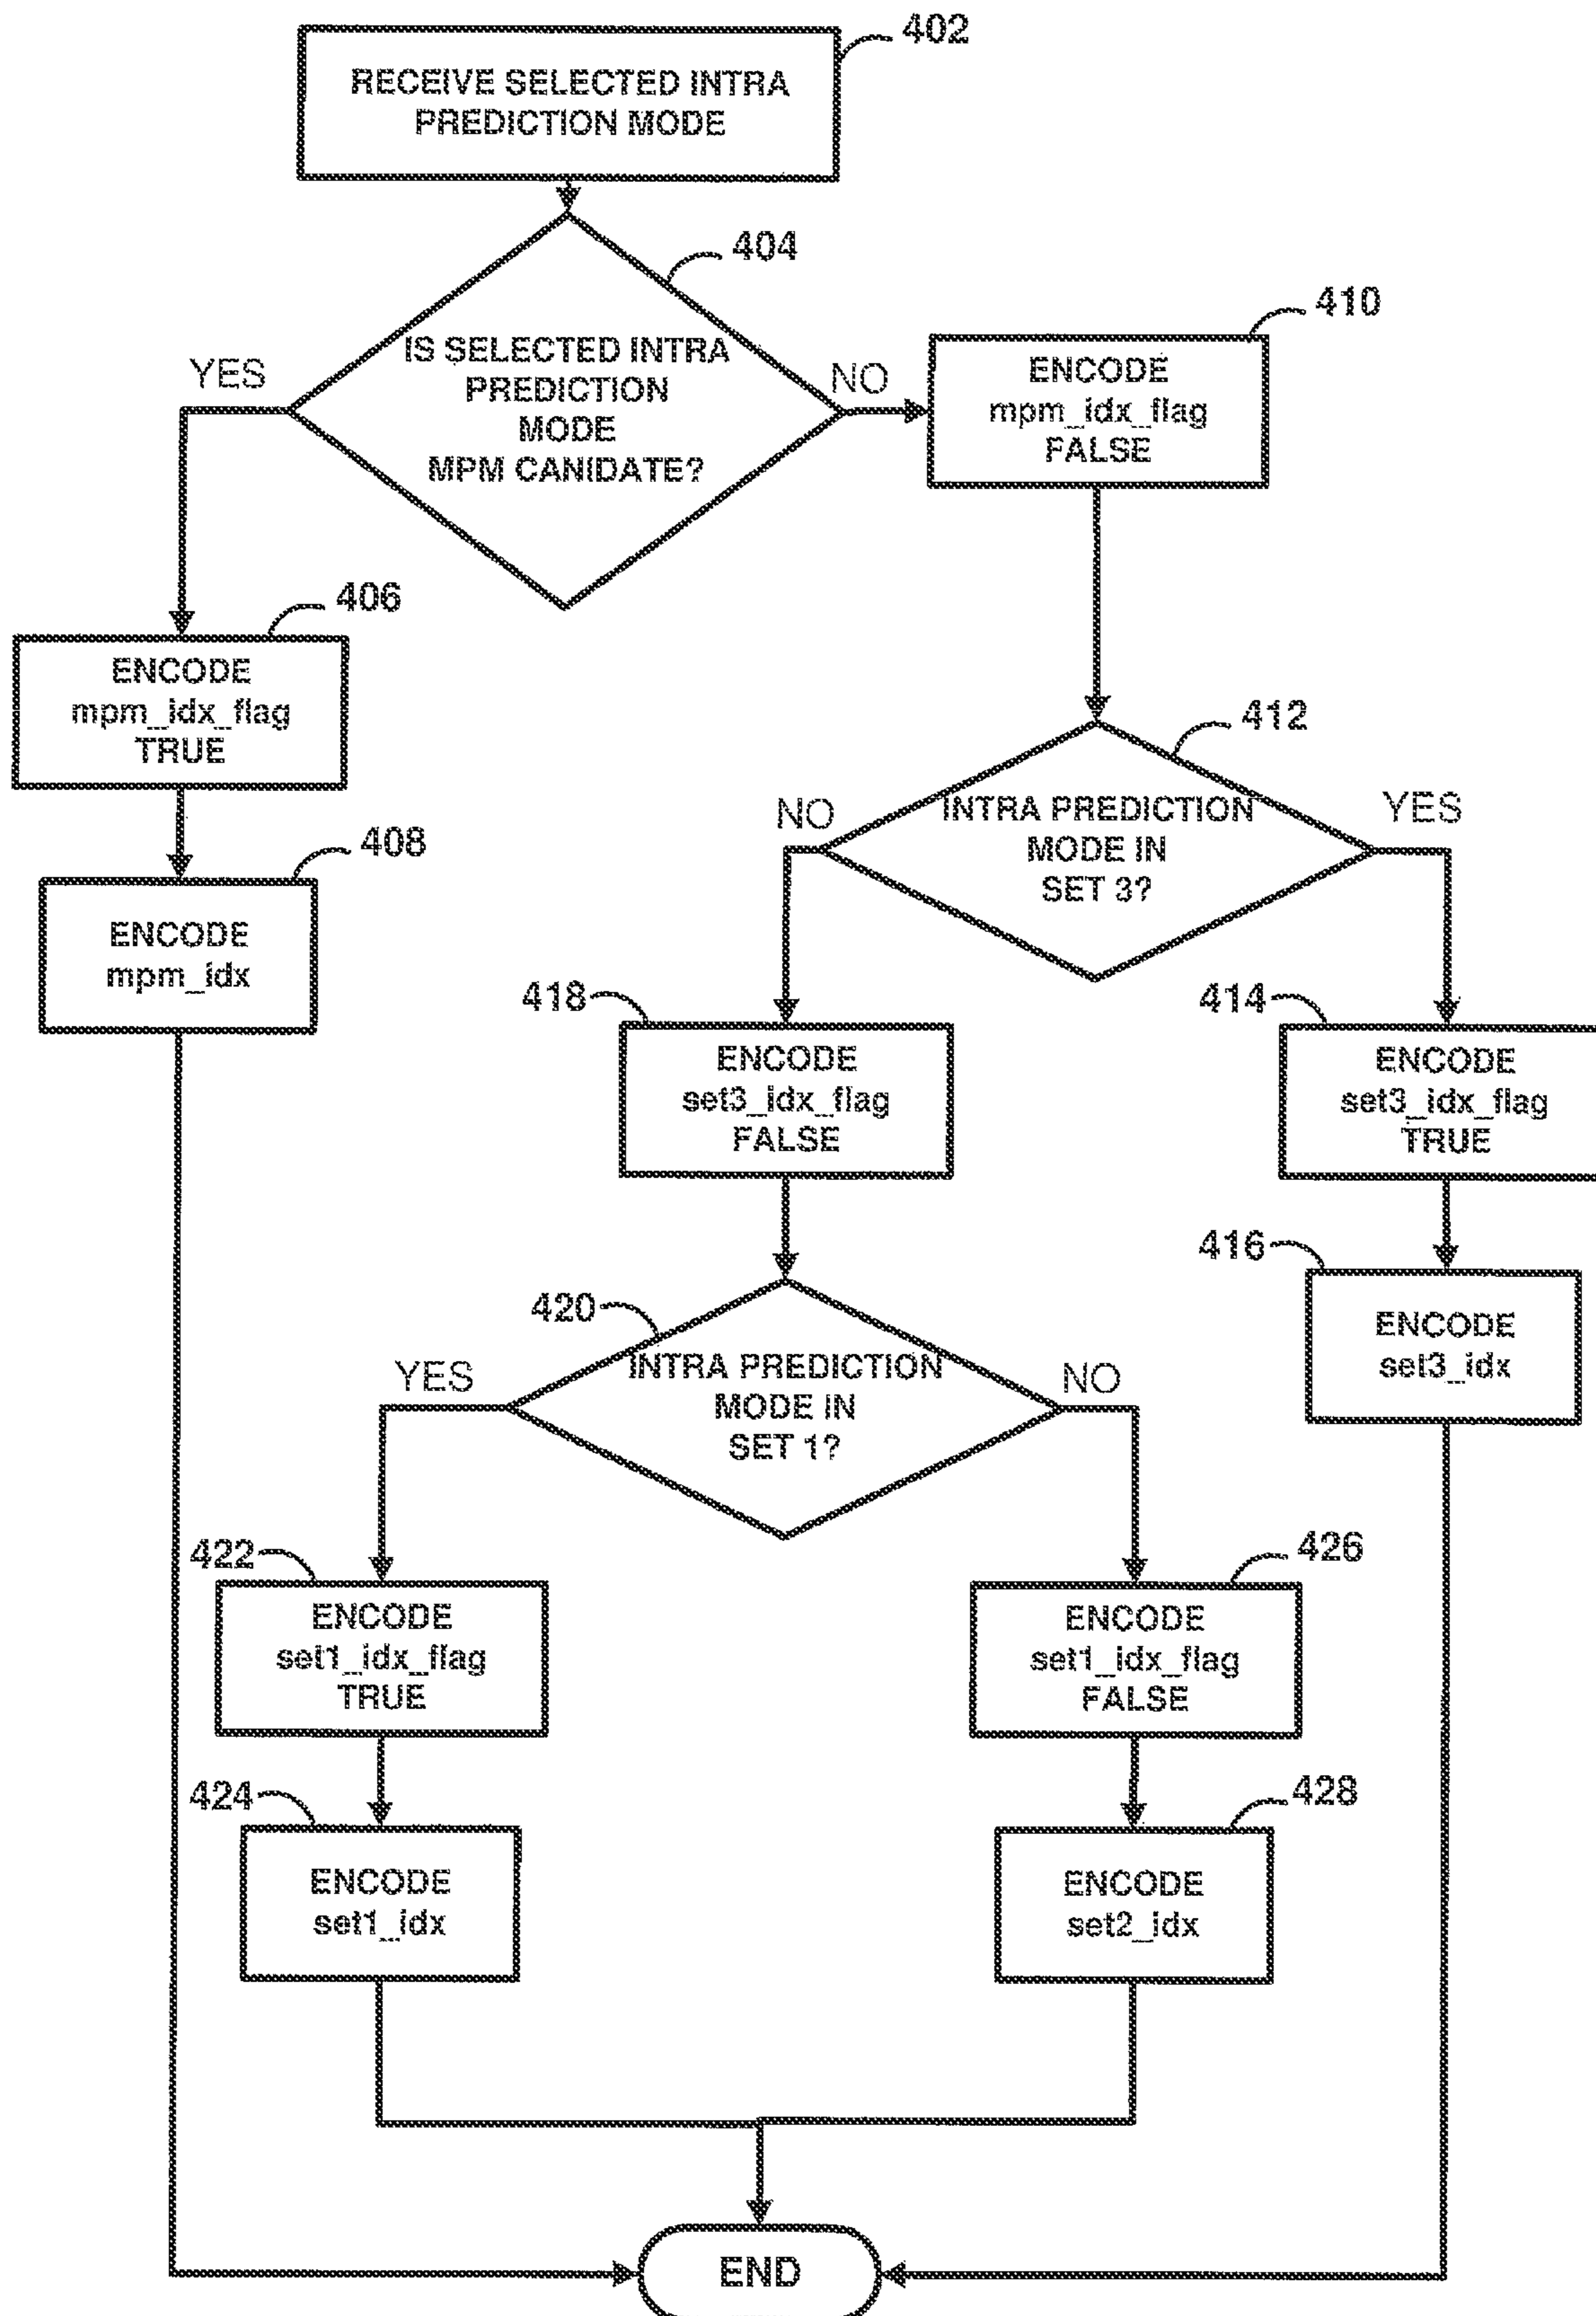 402
RECEIVE SELECTED INTRA
PREDICTION MODE
404
IS SELECTED INTRA
PREDICTION
MODE
MPM CANIDATE?
YES
NO
410
ENCODE
mpm_idx_flag
FALSE
406
ENCODE
mpm_idx_flag
TRUE
408
ENCODE
mpm_idx
412
INTRA PREDICTION
MODE IN
SET 3?
NO
YES
418
ENCODE
set3_idx_flag
FALSE
414
ENCODE
set3_idx_flag
TRUE
416
ENCODE
set3_idx
420
INTRA PREDICTION
MODE IN
SET 1?
YES
NO
422
ENCODE
set1_idx_flag
TRUE
426
ENCODE
set1_idx_flag
FALSE
424
ENCODE
set1_idx
428
ENCODE
set2_idx
END